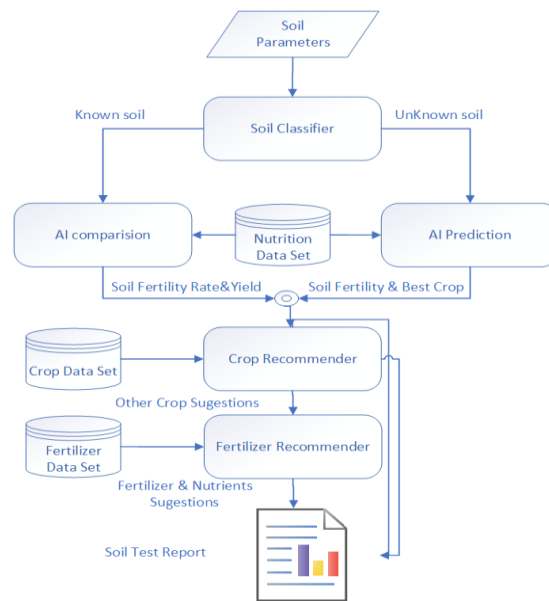 Soil
Parameters
Known soil
UnKnown soil
Soil Classifier
AI comparision
Nutrition
Data Set
AI Prediction
Soil Fertility Rate&Yield
Soil Fertility & Best Crop
Crop Data Set
Crop Recommender
Other Crop Sugestions
Fertilizer
Data Set
Fertilizer Recommender
Fertilizer & Nutrients
Sugestions
Soil Test Report